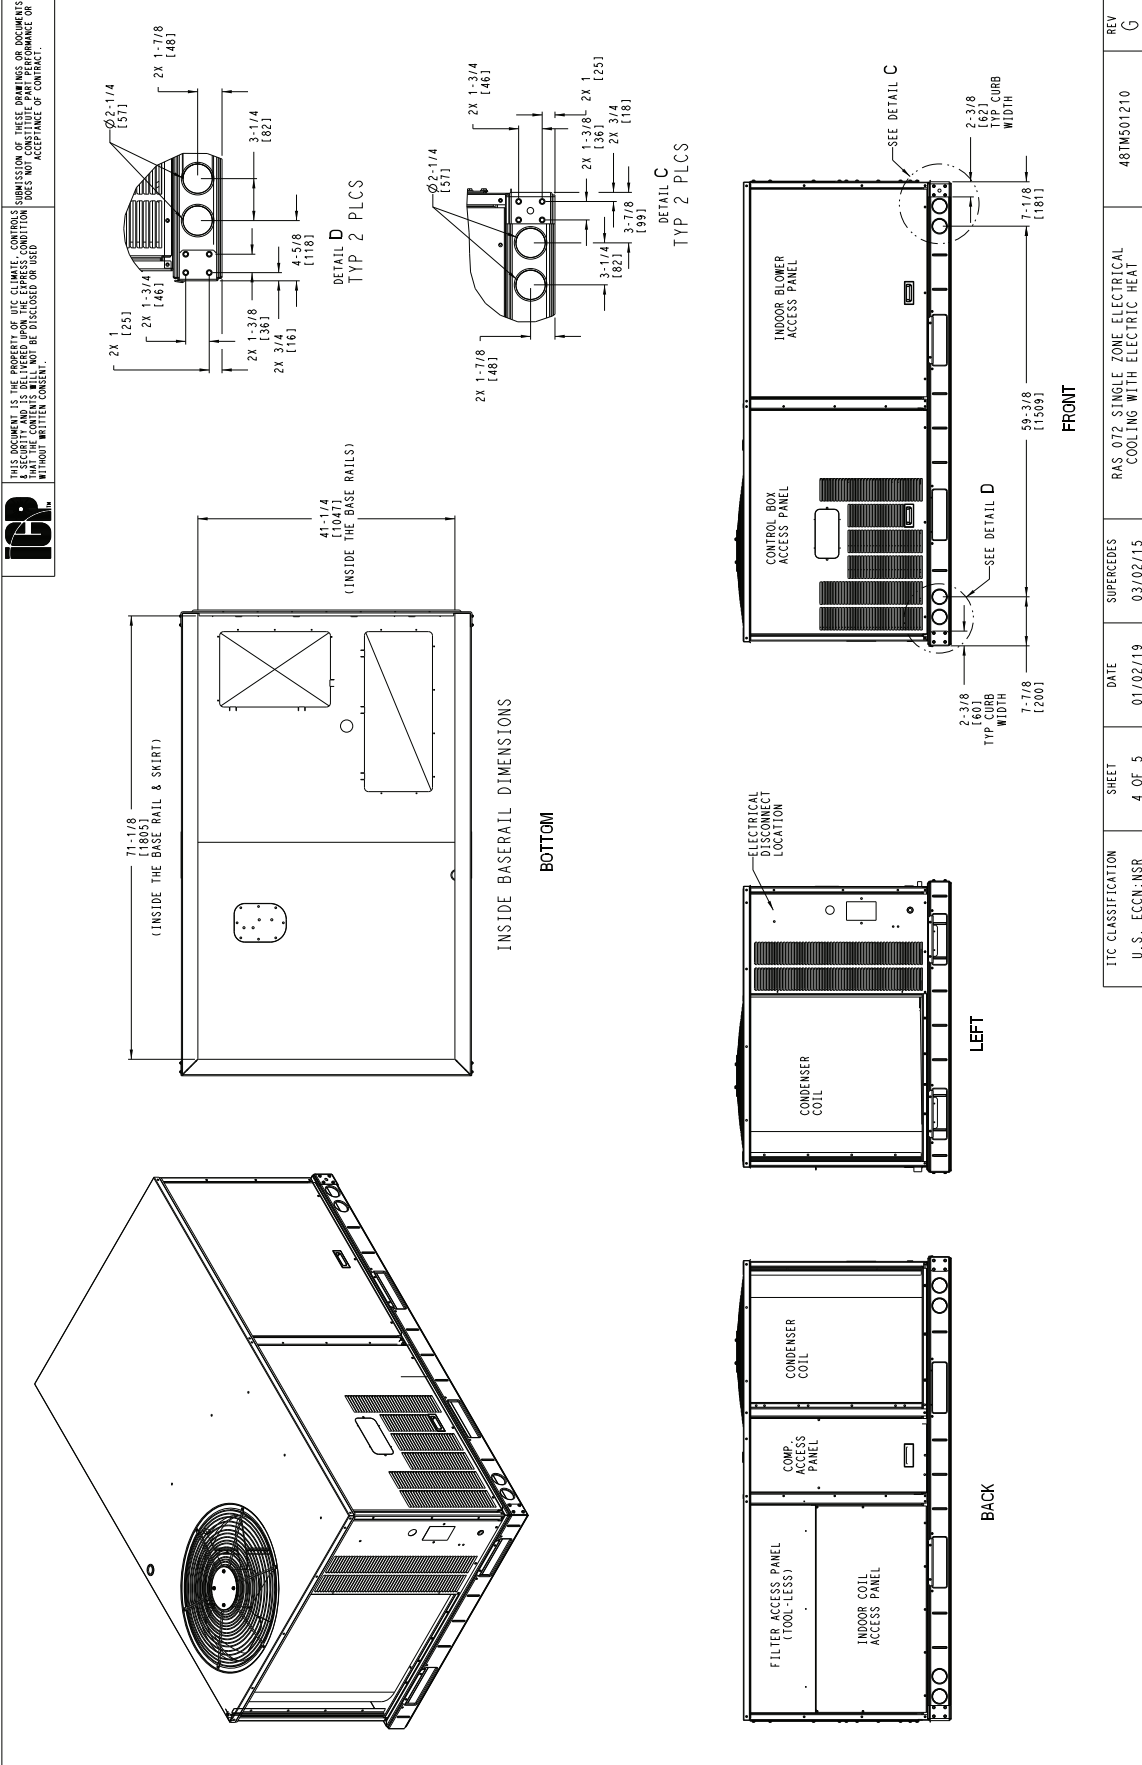 iCP TM
THIS DOCUMENT IS THE PROPERTY OF UTC CLIMATE, CONTROLS
& SECURITY AND IS DELIVERED UPON THE EXPRESS CONDITION
THAT THE CONTENTS WILL NOT BE DISCLOSED OR USED
WITHOUT WRITTEN CONSENT.
SUBMISSION OF THESE DRAWINGS OR DOCUMENTS
DOES NOT CONSTITUTE PART PERFORMANCE OR
ACCEPTANCE OF CONTRACT.
71-1/8
[1805]
(INSIDE THE BASE RAIL & SKIRT)
41-1/4
[1047]
(INSIDE THE BASE RAILS)
INSIDE BASERAIL DIMENSIONS
BOTTOM
2X 1
[25]
2X 1-3/4
[46]
2X 1-3/8
[36]
2X 3/4
[16]
4-5/8
[118]
3-1/4
[82]
Ø2-1/4
[57]
2X 1-7/8
[48]
DETAIL D
TYP 2 PLCS
2X 1-7/8
[48]
Ø2-1/4
[57]
2X 1-3/4
[46]
2X 1
[25]
2X 1-3/8
[36]
2X 3/4
[18]
3-7/8
[99]
3-1/4
[82]
DETAIL C
TYP 2 PLCS
FILTER ACCESS PANEL
(TOOL-LESS)
INDOOR COIL
ACCESS PANEL
COMP.
ACCESS
PANEL
CONDENSER
COIL
BACK
CONDENSER
COIL
ELECTRICAL
DISCONNECT
LOCATION
LEFT
CONTROL BOX
ACCESS PANEL
INDOOR BLOWER
ACCESS PANEL
SEE DETAIL C
SEE DETAIL D
2-3/8
[60]
TYP CURB
WIDTH
7-7/8
[200]
59-3/8
[1509]
7-1/8
[181]
2-3/8
[62]
TYP CURB
WIDTH
FRONT
ITC CLASSIFICATION
U.S. ECCN:NSR
SHEET
4 OF 5
DATE
01/02/19
SUPERCEDES
03/02/15
RAS 072 SINGLE ZONE ELECTRICAL
COOLING WITH ELECTRIC HEAT
48TM501210
REV
G